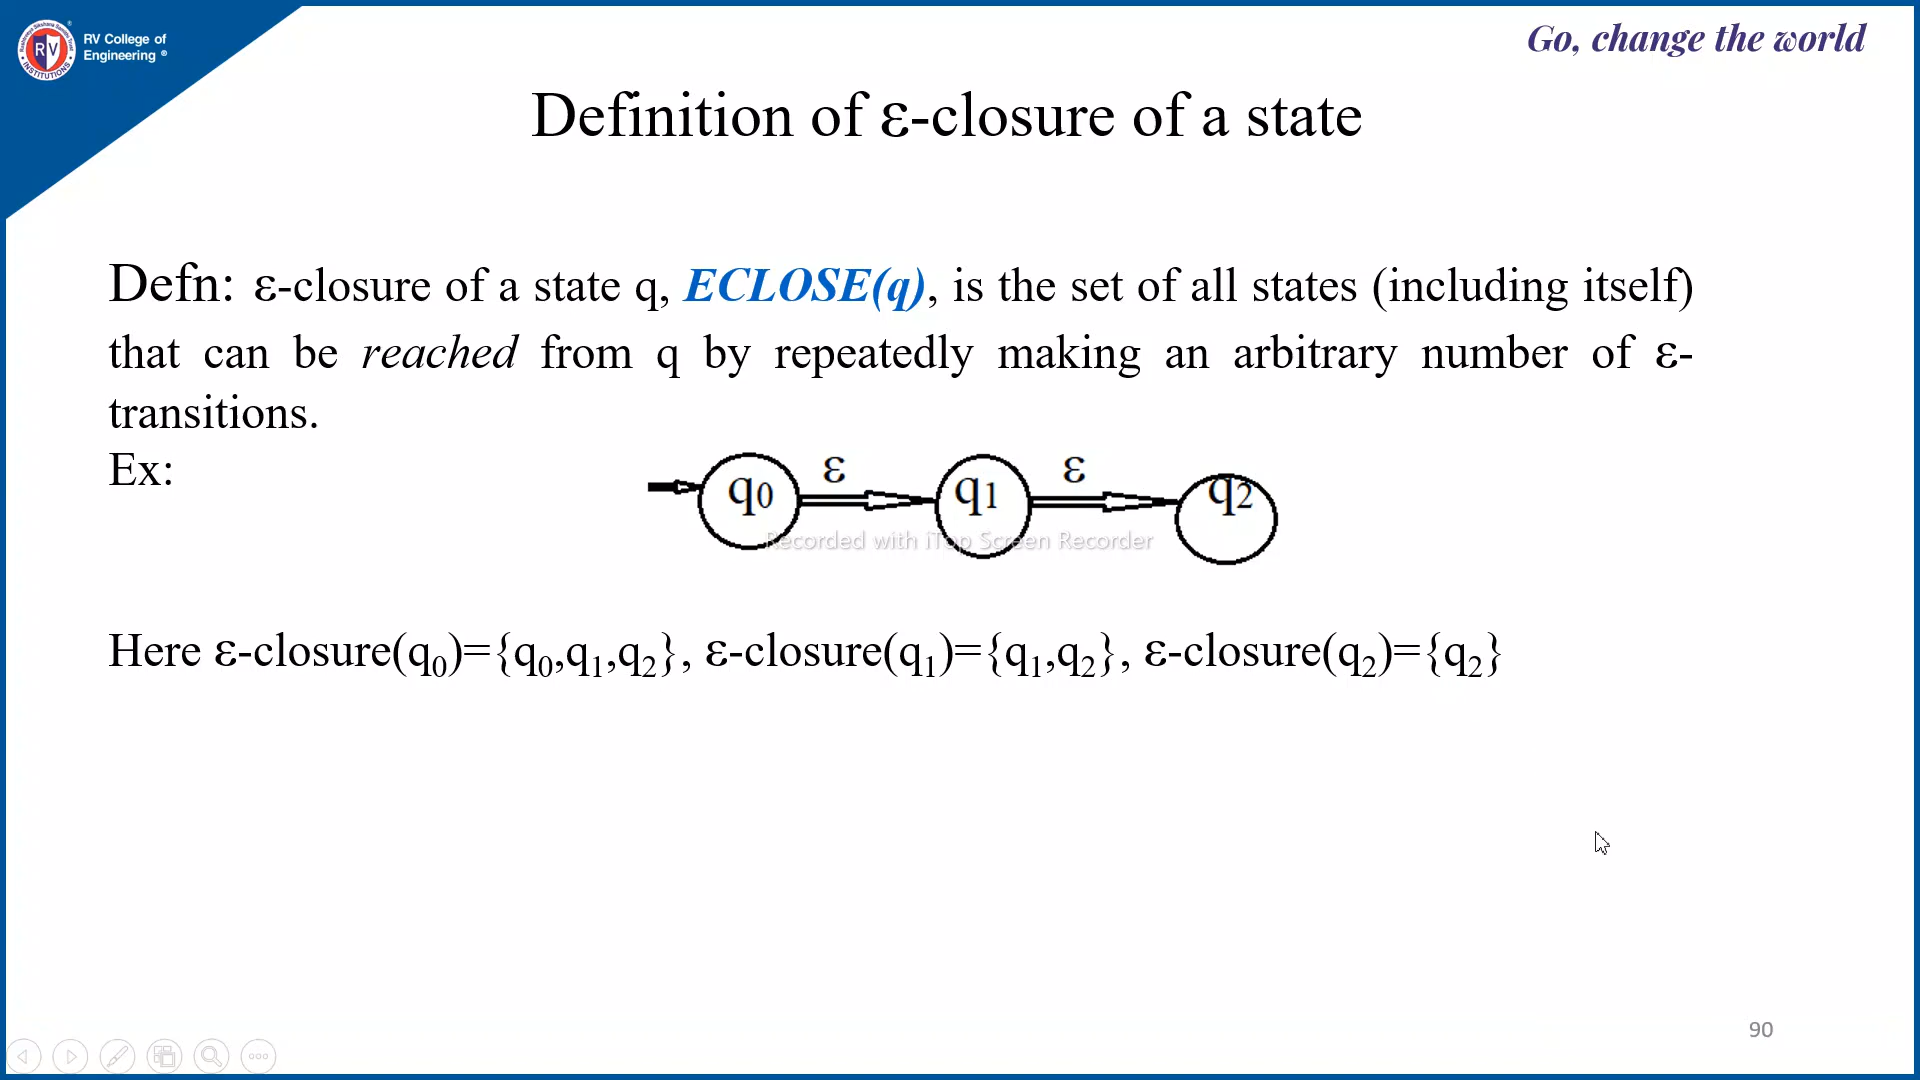 RV College of
Engineering ®
RV
INSTITUTIONS
Go, change the world
Definition of ε-closure of a state
Defn: ε-closure of a state q, ECLOSE(q), is the set of all states (including itself)
that can be reached from q by repeatedly making an arbitrary number of ε-
transitions.
Ex:
q0 ε q1 ε q2
Recorded with iTop Screen Recorder
Here ε-closure(q₀)={q₀,q₁,q₂}, ε-closure(q₁)={q₁,q₂}, ε-closure(q₂)={q₂}
90